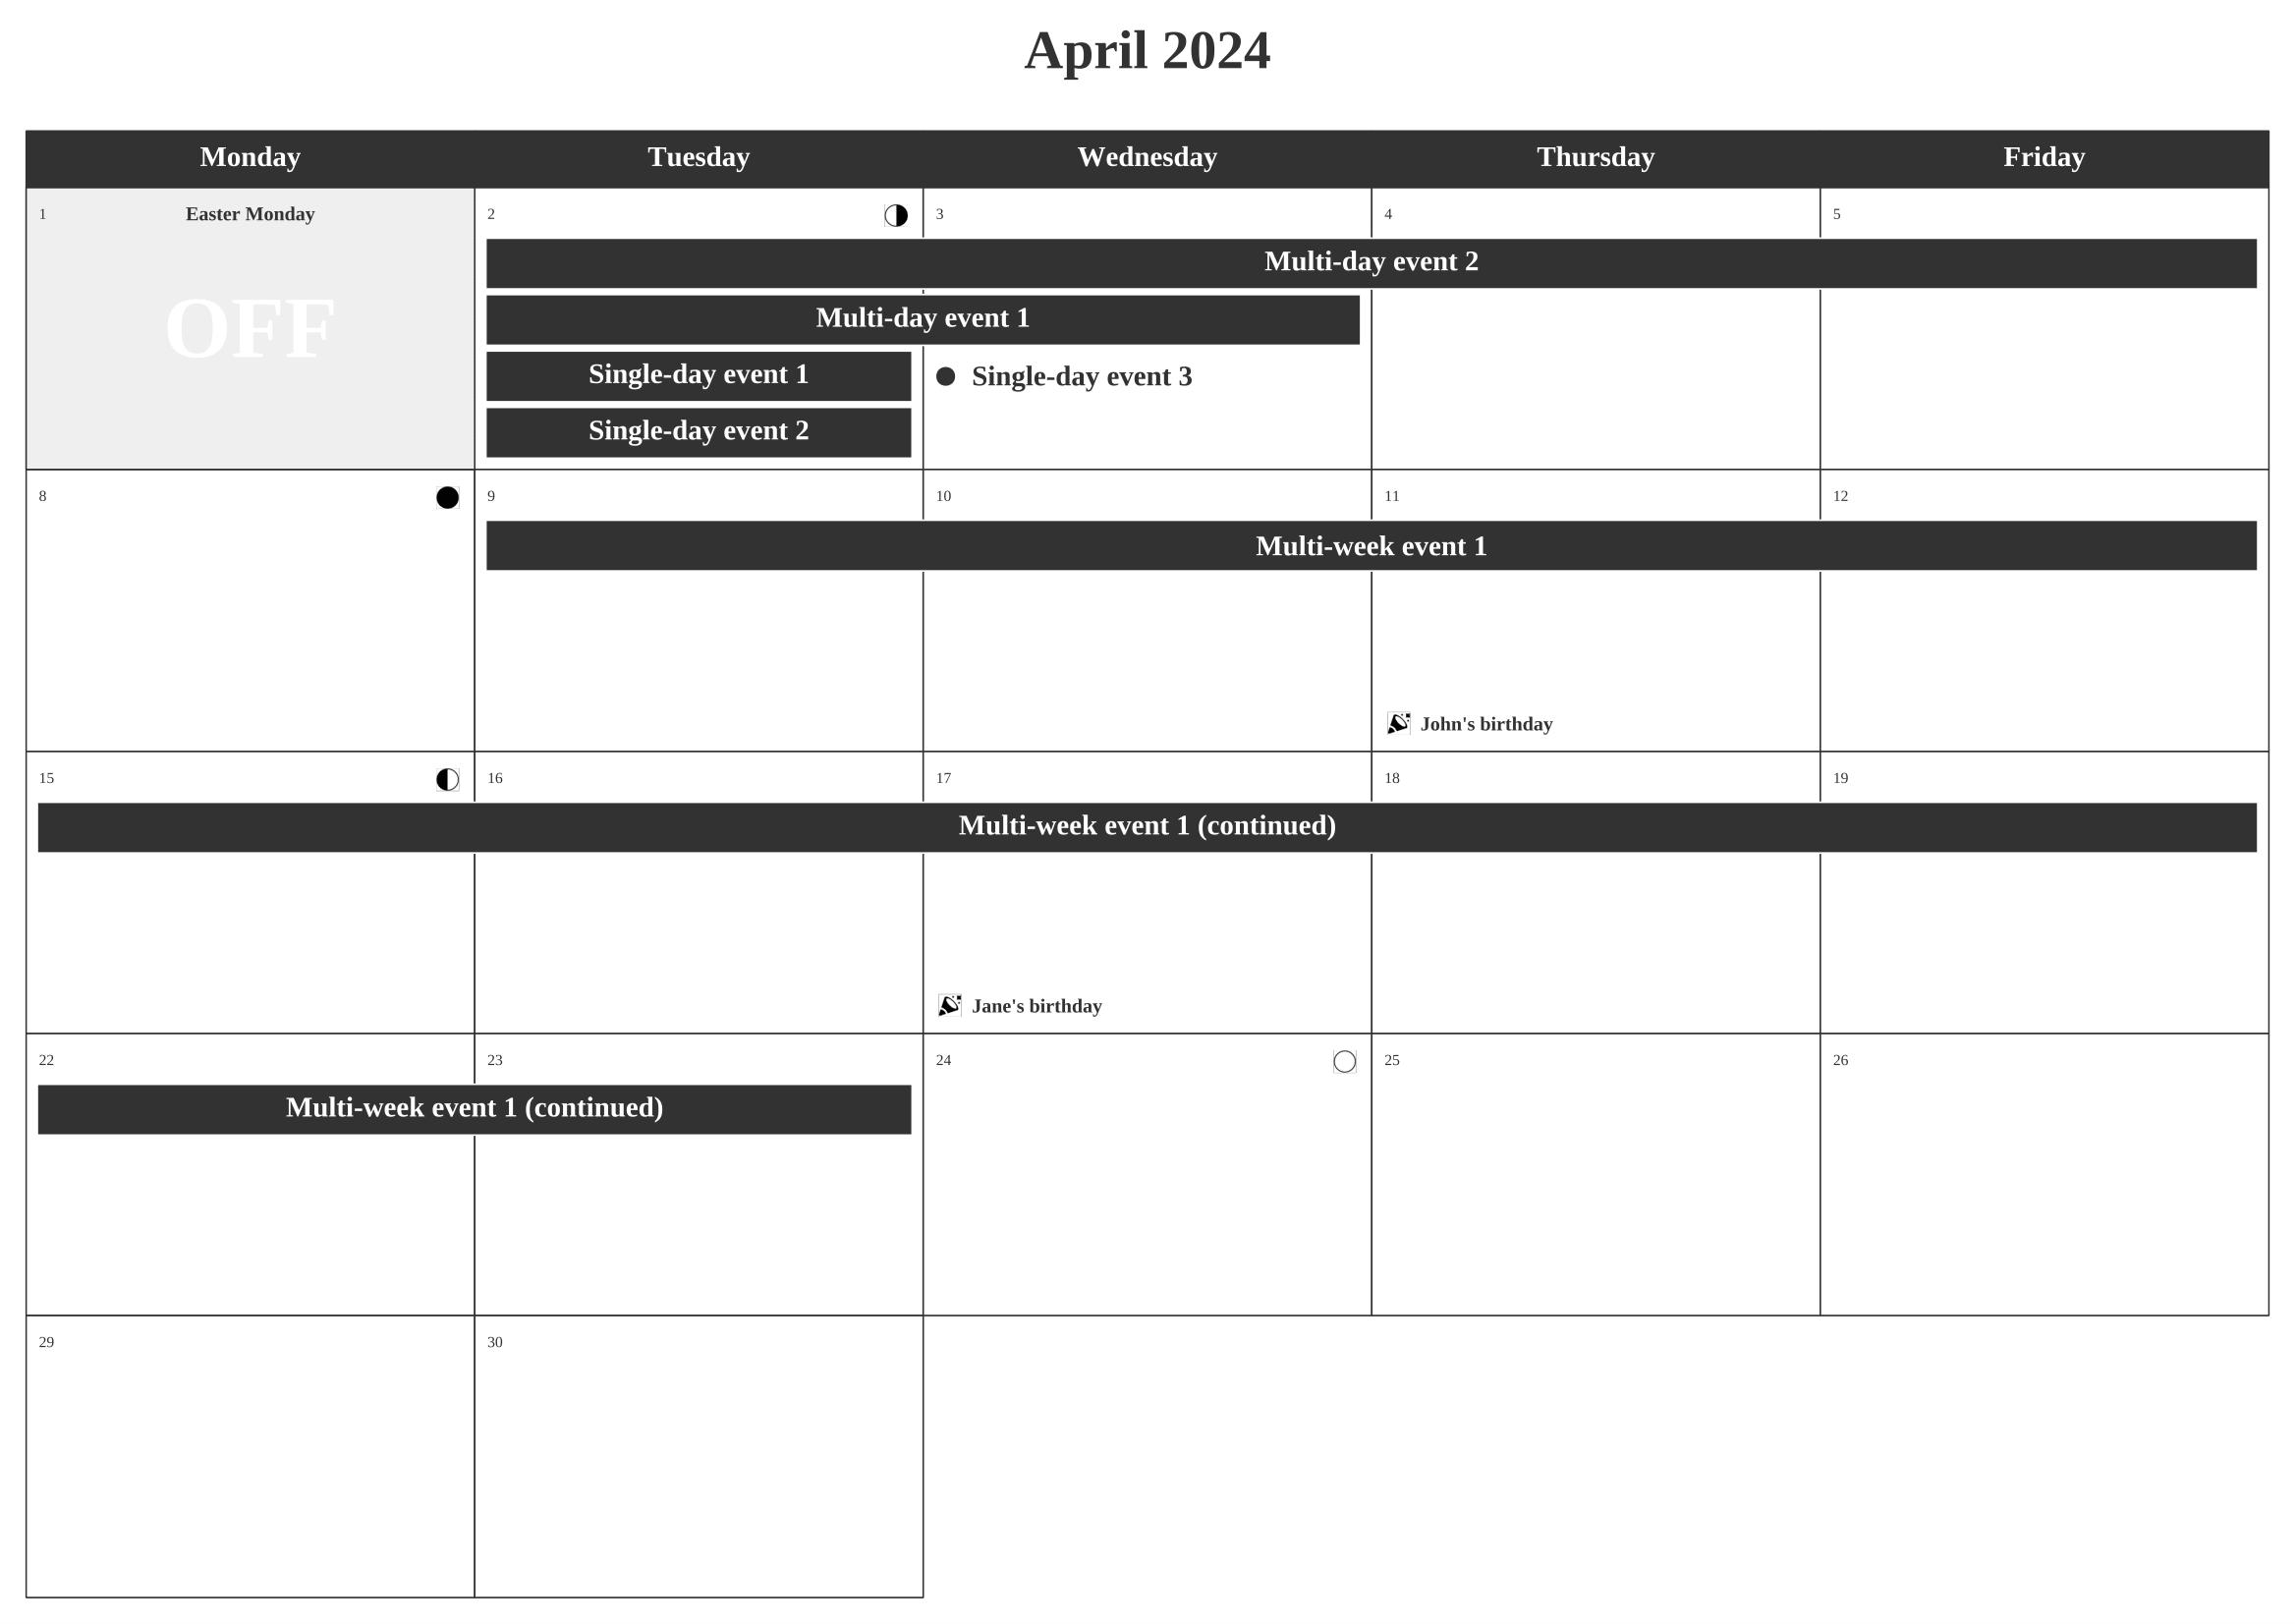 April 2024
Monday Tuesday Wednesday Thursday Friday
1 Easter Monday 2 3 4 5
OFF
Multi-day event 2
Multi-day event 1
Single-day event 1 Single-day event 3
Single-day event 2
8 9 10 11 12
Multi-week event 1
John's birthday
15 16 17 18 19
Multi-week event 1 (continued)
Jane's birthday
22 23 24 25 26
Multi-week event 1 (continued)
29 30